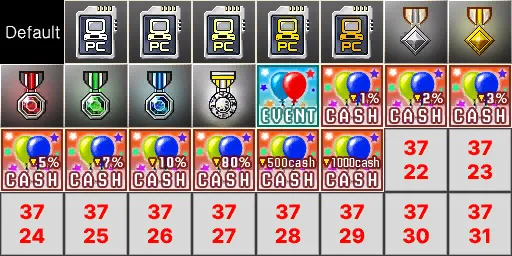 Default PC PC PC PC PC
EVENT 1% CASH 2% CASH 3% CASH
5% CASH 7% CASH 10% CASH 80% CASH 500cash CASH 1000cash CASH 37 22 37 23
37 24 37 25 37 26 37 27 37 28 37 29 37 30 37 31